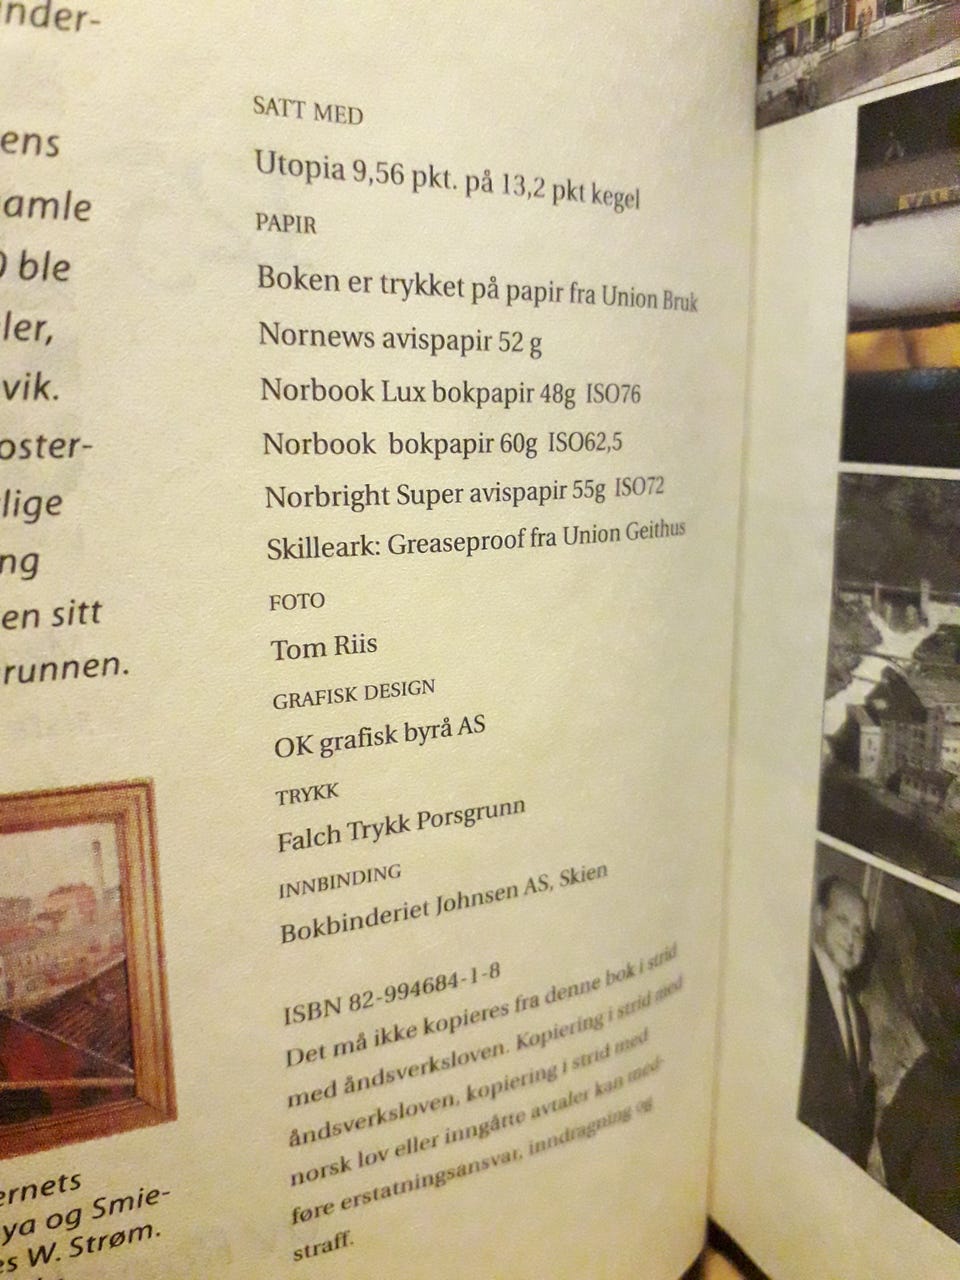 nder-
ens
amle
ble
ler,
vik.
oster-
lige
ng
en sitt
runnen.
ernets
ya og Smie-
es W. Strøm.
SATT MED
Utopia 9,56 pkt. på 13,2 pkt kegel
PAPIR
Boken er trykket på papir fra Union Bruk
Nornews avispapir 52 g
Norbook Lux bokpapir 48g ISO76
Norbook bokpapir 60g ISO62,5
Norbright Super avispapir 55g ISO72
Skilleark: Greaseproof fra Union Geithus
FOTO
Tom Riis
GRAFISK DESIGN
OK grafisk byrå AS
TRYKK
Falch Trykk Porsgrunn
INNBINDING
Bokbinderiet Johnsen AS, Skien
ISBN 82-994684-1-8
Det må ikke kopieres fra denne bok i strid
med åndsverksloven. Kopiering i strid med
åndsverksloven, kopiering i strid med
norsk lov eller inngåtte avtaler kan med-
føre erstatningsansvar, inndragning og
straff.